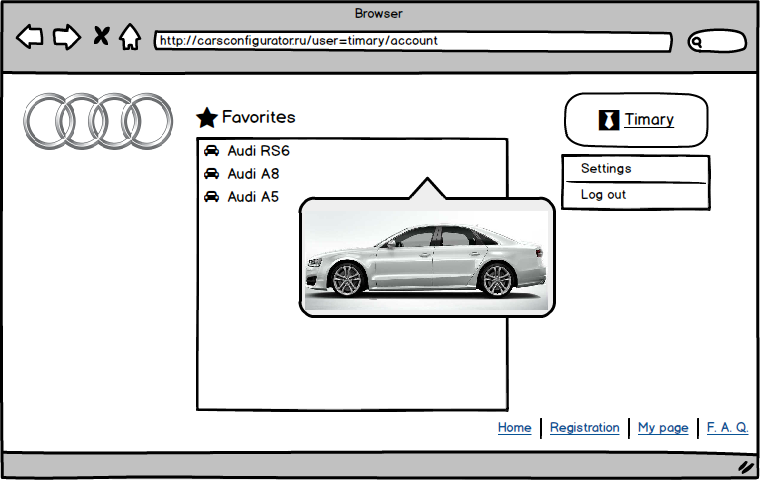 Browser
http://carsconfigurator.ru/user=timary/account
Favorites
Timary
Audi RS6
Audi A8
Audi A5
Settings
Log out
Home Registration My page F. A. Q.